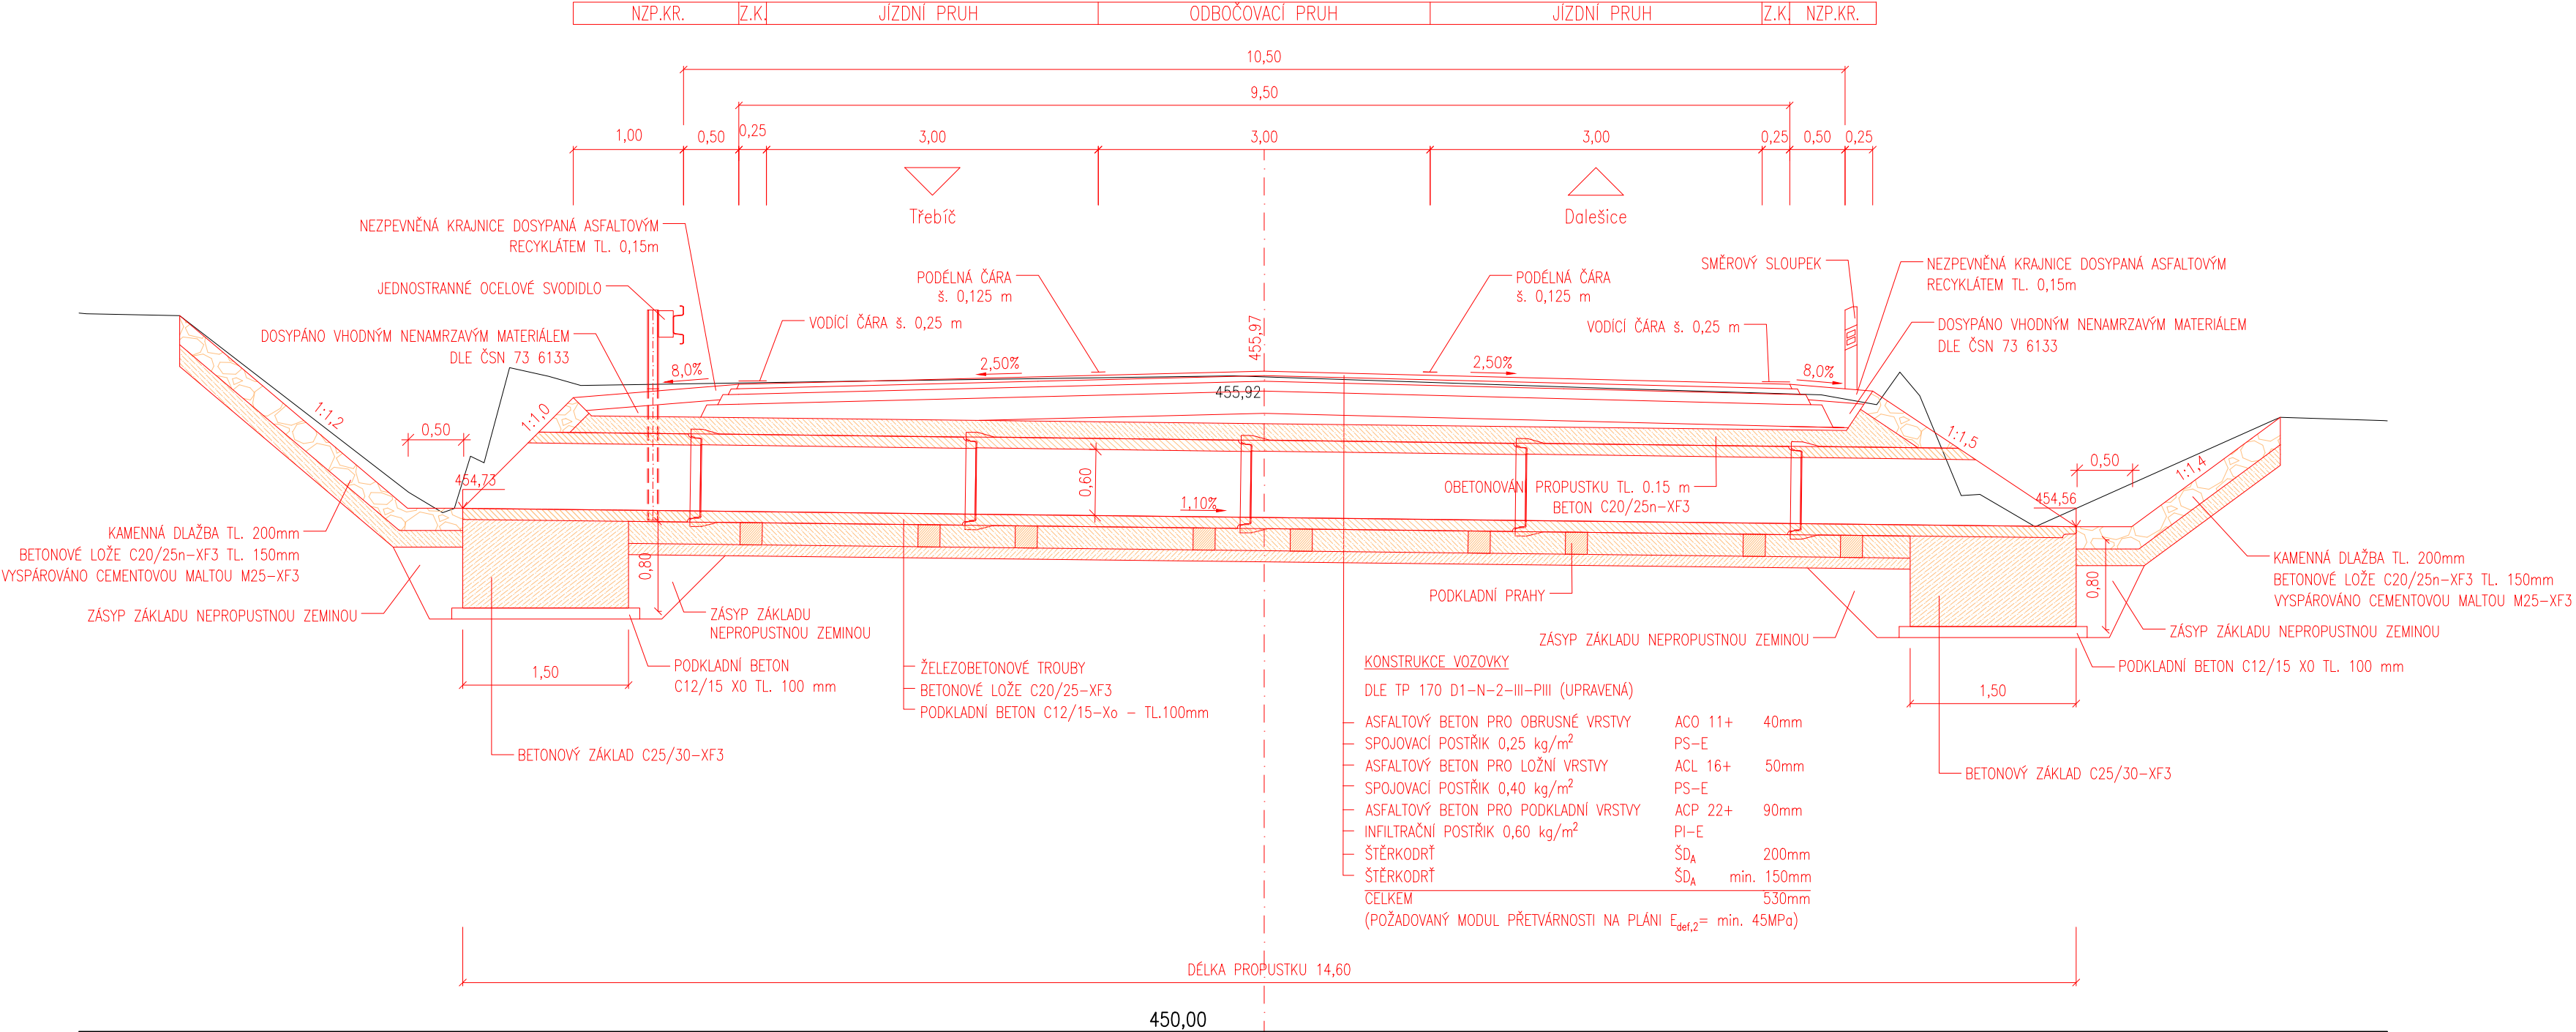 NZP.KR. Z.K. JÍZDNÍ PRUH ODBOČOVACÍ PRUH JÍZDNÍ PRUH Z.K. NZP.KR.
10,50
9,50
1,00 0,50 0,25 3,00 3,00 3,00 0,25 0,50 0,25
Třebíč
Dalešice
NEZPEVNĚNÁ KRAJNICE DOSYPANÁ ASFALTOVÝM
RECYKLÁTEM TL. 0,15m
JEDNOSTRANNÉ OCELOVÉ SVODIDLO
DOSYPÁNO VHODNÝM NENAMRZAVÝM MATERIÁLEM
DLE ČSN 73 6133
PODÉLNÁ ČÁRA
š. 0,125 m
VODÍCÍ ČÁRA š. 0,25 m
PODÉLNÁ ČÁRA
š. 0,125 m
VODÍCÍ ČÁRA š. 0,25 m
SMĚROVÝ SLOUPEK
NEZPEVNĚNÁ KRAJNICE DOSYPANÁ ASFALTOVÝM
RECYKLÁTEM TL. 0,15m
DOSYPÁNO VHODNÝM NENAMRZAVÝM MATERIÁLEM
DLE ČSN 73 6133
8,0%
2,50%
455,97
2,50%
8,0%
455,92
1:1,2
0,50
1:1,0
454,73
0,60
1,10%
OBETONOVÁNÍ PROPUSTKU TL. 0.15 m
BETON C20/25n-XF3
1:1,5
0,50
1:1,4
454,56
KAMENNÁ DLAŽBA TL. 200mm
BETONOVÉ LOŽE C20/25n-XF3 TL. 150mm
VYSPÁROVÁNO CEMENTOVOU MALTOU M25-XF3
ZÁSYP ZÁKLADU NEPROPUSTNOU ZEMINOU
0,80
ZÁSYP ZÁKLADU
NEPROPUSTNOU ZEMINOU
PODKLADNÍ BETON
C12/15 X0 TL. 100 mm
1,50
BETONOVÝ ZÁKLAD C25/30-XF3
ŽELEZOBETONOVÉ TROUBY
BETONOVÉ LOŽE C20/25-XF3
PODKLADNÍ BETON C12/15-Xo - TL.100mm
PODKLADNÍ PRAHY
ZÁSYP ZÁKLADU NEPROPUSTNOU ZEMINOU
0,80
KAMENNÁ DLAŽBA TL. 200mm
BETONOVÉ LOŽE C20/25n-XF3 TL. 150mm
VYSPÁROVÁNO CEMENTOVOU MALTOU M25-XF3
ZÁSYP ZÁKLADU NEPROPUSTNOU ZEMINOU
PODKLADNÍ BETON C12/15 X0 TL. 100 mm
1,50
BETONOVÝ ZÁKLAD C25/30-XF3
KONSTRUKCE VOZOVKY
DLE TP 170 D1-N-2-III-PIII (UPRAVENÁ)
ASFALTOVÝ BETON PRO OBRUSNÉ VRSTVY ACO 11+ 40mm
SPOJOVACÍ POSTŘIK 0,25 kg/m² PS-E
ASFALTOVÝ BETON PRO LOŽNÍ VRSTVY ACL 16+ 50mm
SPOJOVACÍ POSTŘIK 0,40 kg/m² PS-E
ASFALTOVÝ BETON PRO PODKLADNÍ VRSTVY ACP 22+ 90mm
INFILTRAČNÍ POSTŘIK 0,60 kg/m² PI-E
ŠTĚRKODRŤ ŠDA 200mm
ŠTĚRKODRŤ ŠDA min. 150mm
CELKEM 530mm
(POŽADOVANÝ MODUL PŘETVÁRNOSTI NA PLÁNI Edef,2= min. 45MPa)
DÉLKA PROPUSTKU 14,60
450,00